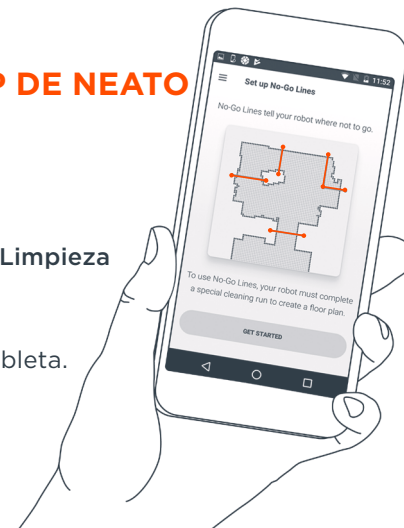 P DE NEATO
11:52
Set up No-Go Lines
No-Go Lines tell your robot where not to go.
Limpieza
To use No-Go Lines, your robot must complete
a special cleaning run to create a floor plan.
bleta.
GET STARTED